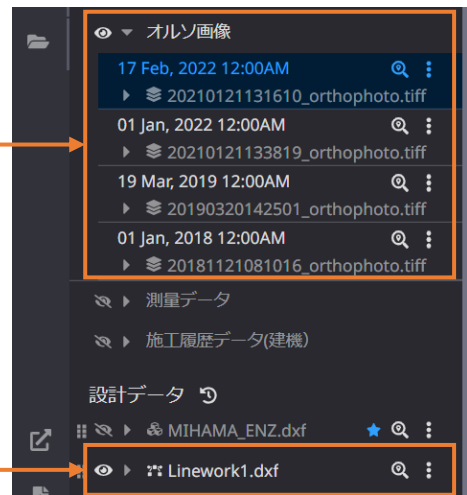 オルソ画像
17 Feb, 2022 12:00AM
20210121131610_orthophoto.tiff
01 Jan, 2022 12:00AM
20210121133819_orthophoto.tiff
19 Mar, 2019 12:00AM
20190320142501_orthophoto.tiff
01 Jan, 2018 12:00AM
20181121081016_orthophoto.tiff
測量データ
施工履歴データ(建機)
設計データ
MIHAMA_ENZ.dxf
Linework1.dxf